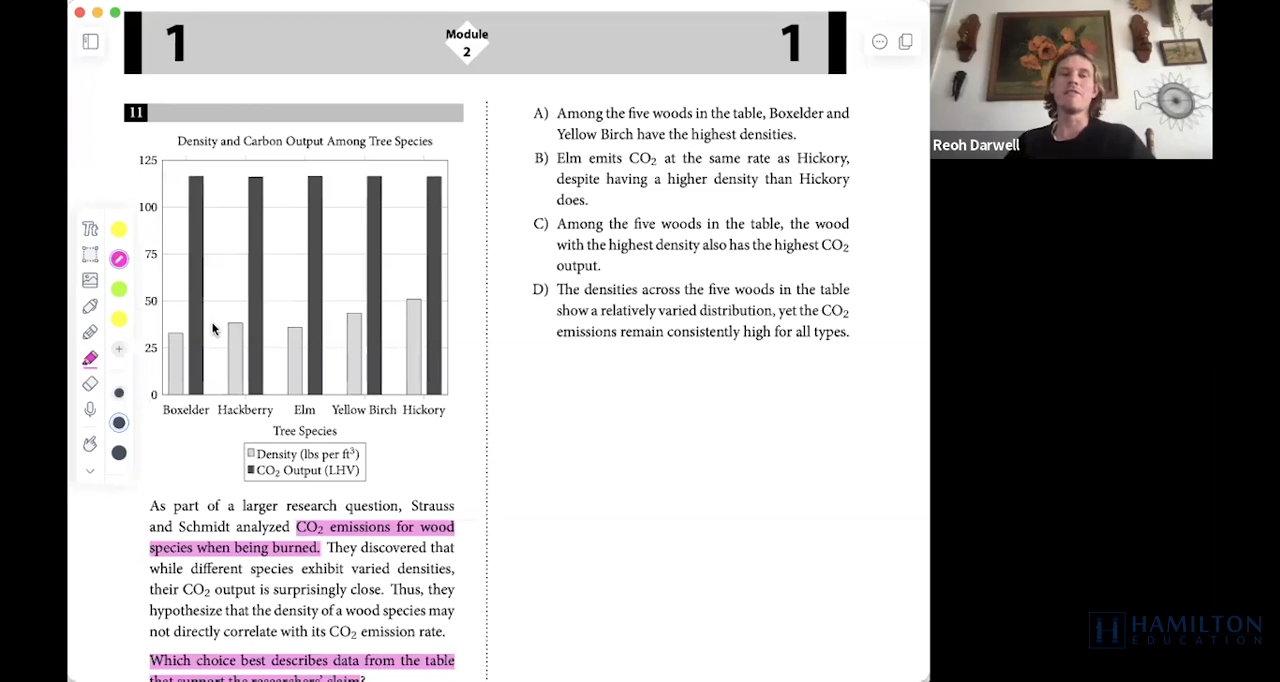 1
Module
2
1
11
Density and Carbon Output Among Tree Species
125
100
75
50
25
0
Boxelder Hackberry Elm Yellow Birch Hickory
Tree Species
Density (lbs per ft³)
CO₂ Output (LHV)
As part of a larger research question, Strauss
and Schmidt analyzed CO₂ emissions for wood
species when being burned. They discovered that
while different species exhibit varied densities,
their CO₂ output is surprisingly close. Thus, they
hypothesize that the density of a wood species may
not directly correlate with its CO₂ emission rate.
Which choice best describes data from the table
that support the researchers' claim?
A) Among the five woods in the table, Boxelder and
Yellow Birch have the highest densities.
B) Elm emits CO₂ at the same rate as Hickory,
despite having a higher density than Hickory
does.
C) Among the five woods in the table, the wood
with the highest density also has the highest CO₂
output.
D) The densities across the five woods in the table
show a relatively varied distribution, yet the CO₂
emissions remain consistently high for all types.
Tt
Reoh Darwell
HAMILTON
EDUCATION